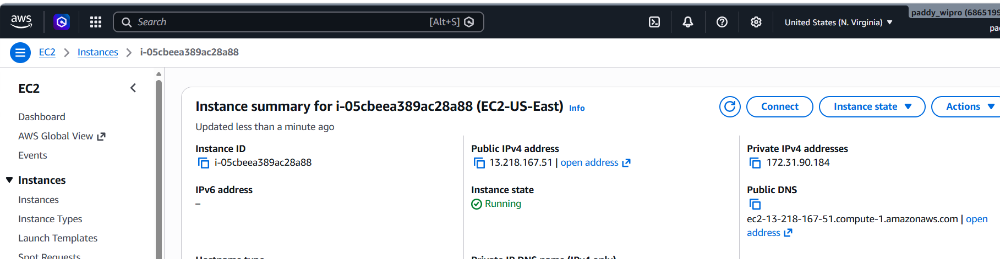 aws
Search [Alt+S]
United States (N. Virginia)
paddy_wipro (6865199
EC2 Instances i-05cbeea389ac28a88
EC2
Dashboard
AWS Global View
Events
Instances
Instances
Instance Types
Launch Templates
Spot Requests
Instance summary for i-05cbeea389ac28a88 (EC2-US-East) Info
Updated less than a minute ago
Connect
Instance state
Actions
Instance ID
i-05cbeea389ac28a88
Public IPv4 address
13.218.167.51 | open address
Private IPv4 addresses
172.31.90.184
IPv6 address
–
Instance state
Running
Public DNS
ec2-13-218-167-51.compute-1.amazonaws.com | open
address
Hostname type
Private IP DNS name (IPv4 only)